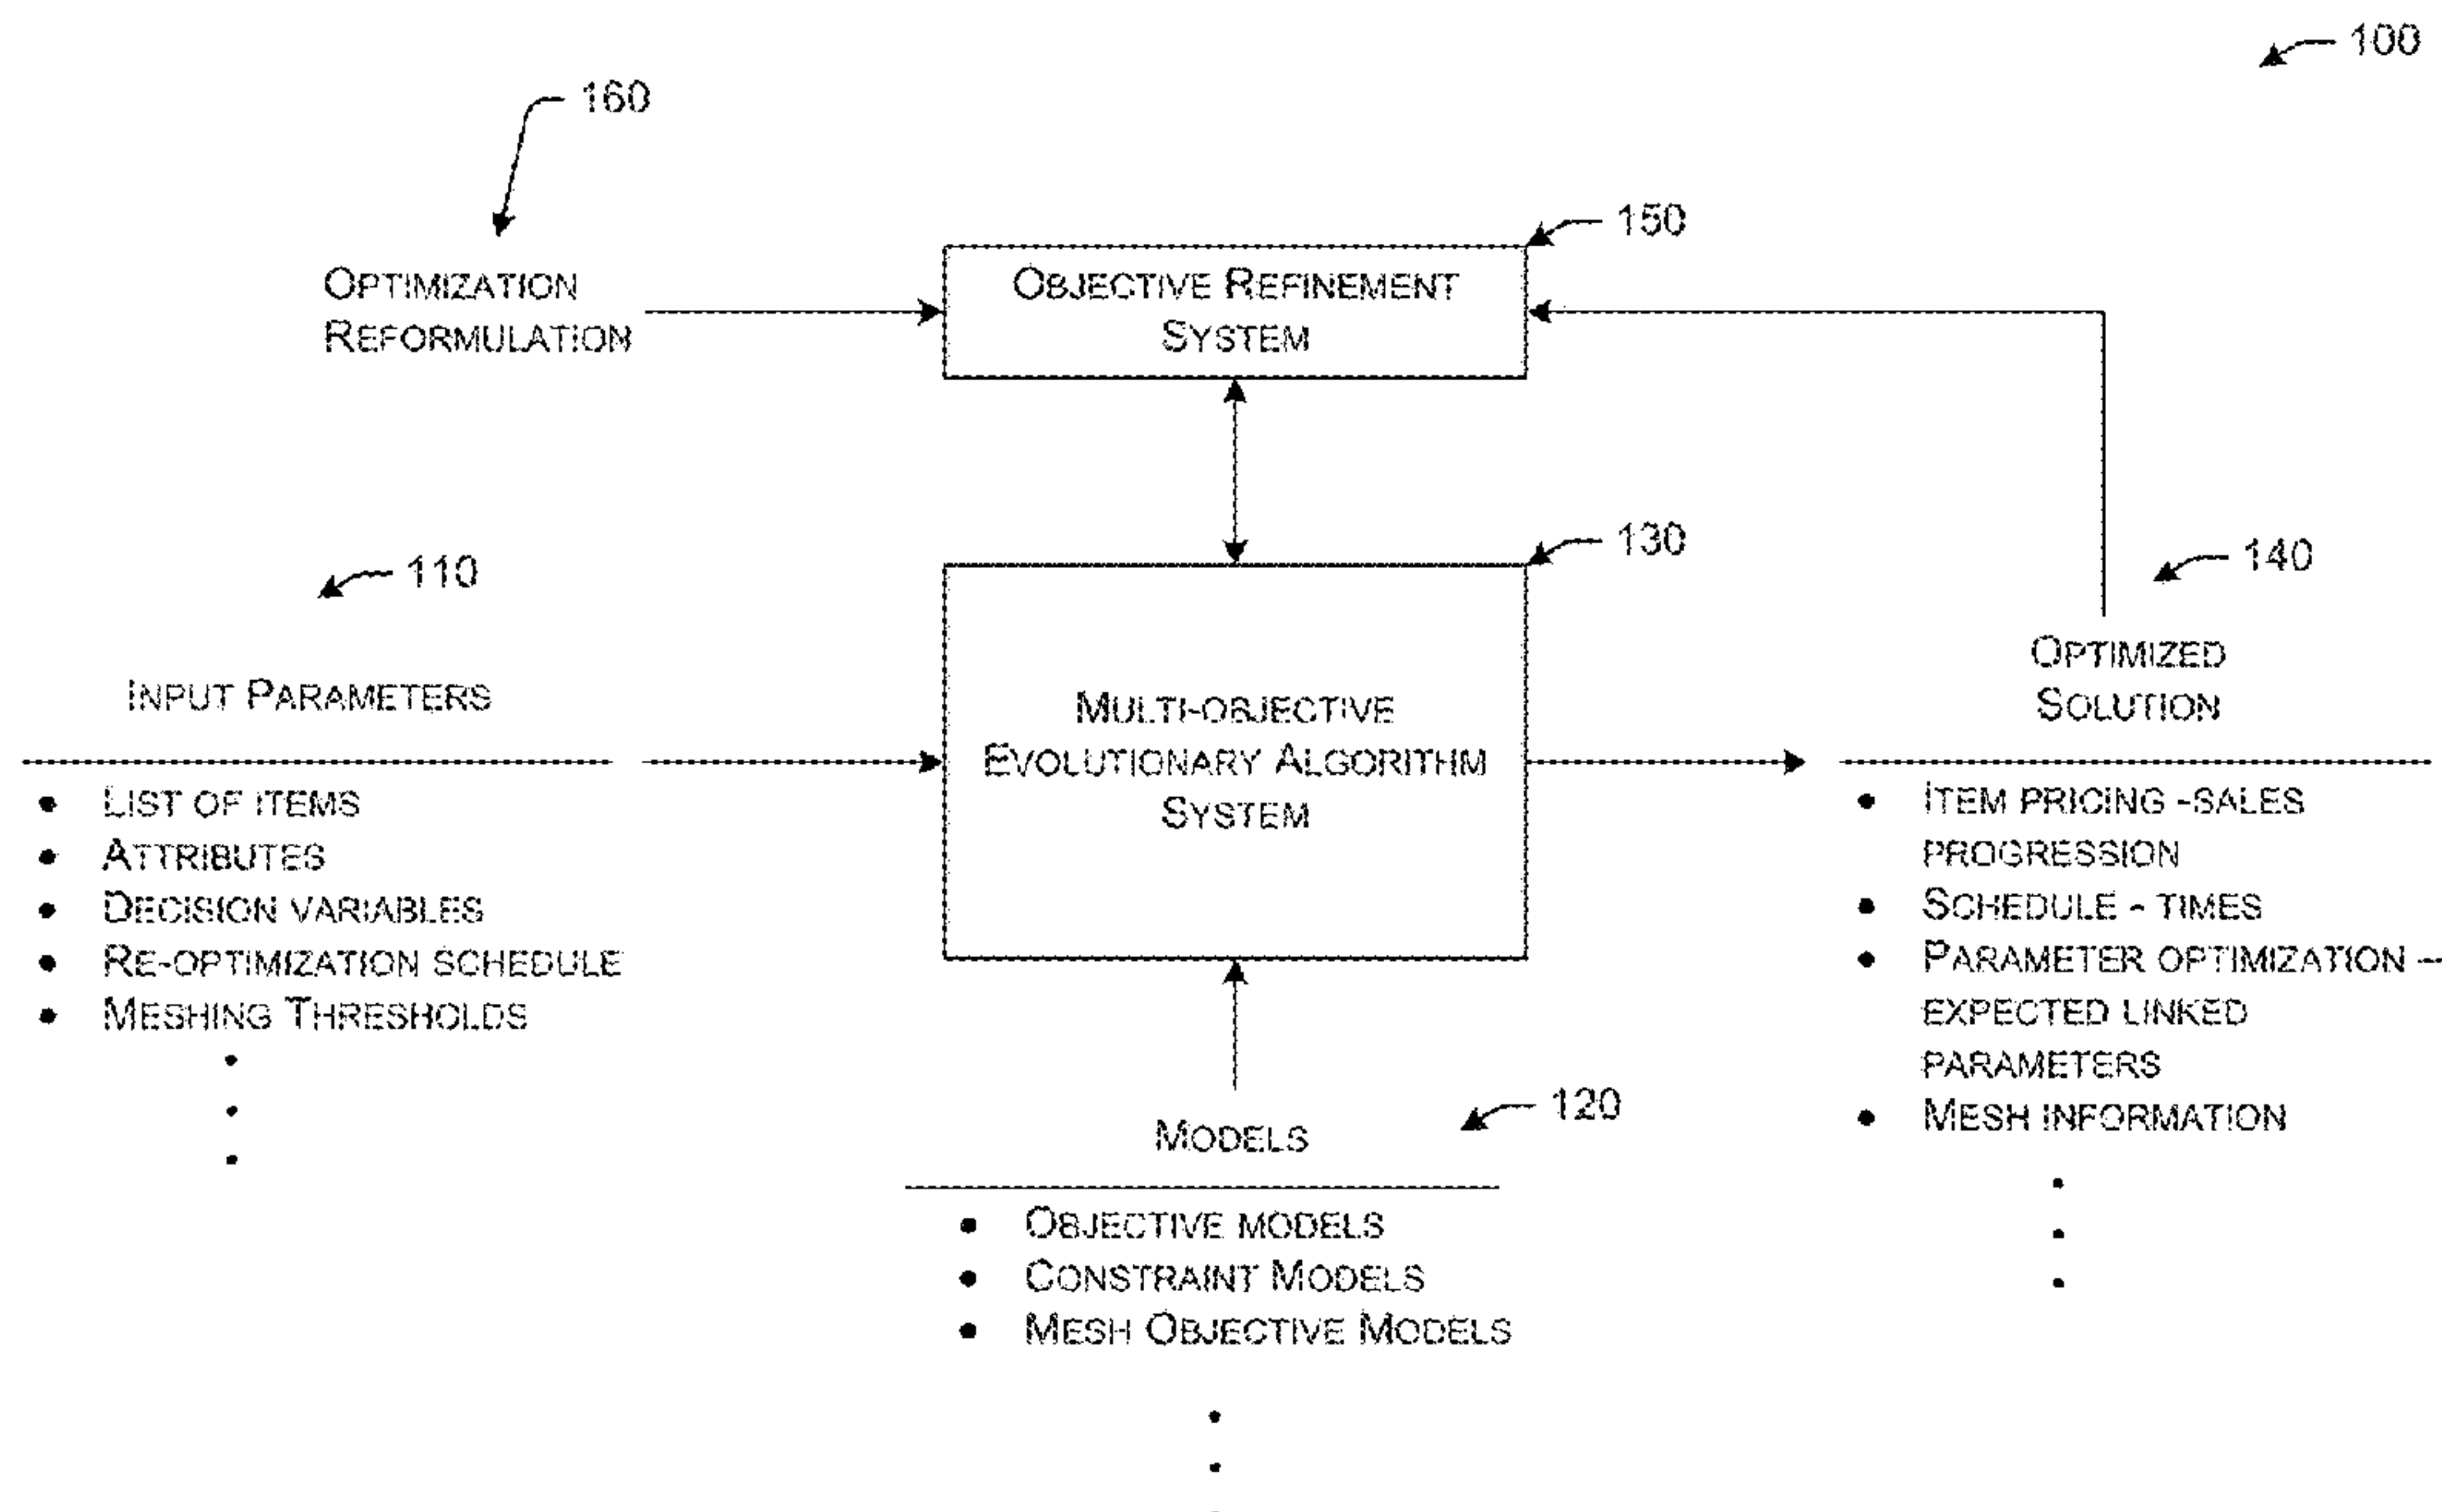 100
160
150
OPTIMIZATION
REFORMULATION
OBJECTIVE REFINEMENT
SYSTEM
130
110
140
INPUT PARAMETERS
OPTIMIZED
SOLUTION
MULTI-OBJECTIVE
EVOLUTIONARY ALGORITHM
SYSTEM
• LIST OF ITEMS
• ATTRIBUTES
• DECISION VARIABLES
• RE-OPTIMIZATION SCHEDULE
• MESHING THRESHOLDS
• ITEM PRICING -SALES
PROGRESSION
• SCHEDULE - TIMES
• PARAMETER OPTIMIZATION –
EXPECTED LINKED
PARAMETERS
• MESH INFORMATION
120
MODELS
• OBJECTIVE MODELS
• CONSTRAINT MODELS
• MESH OBJECTIVE MODELS